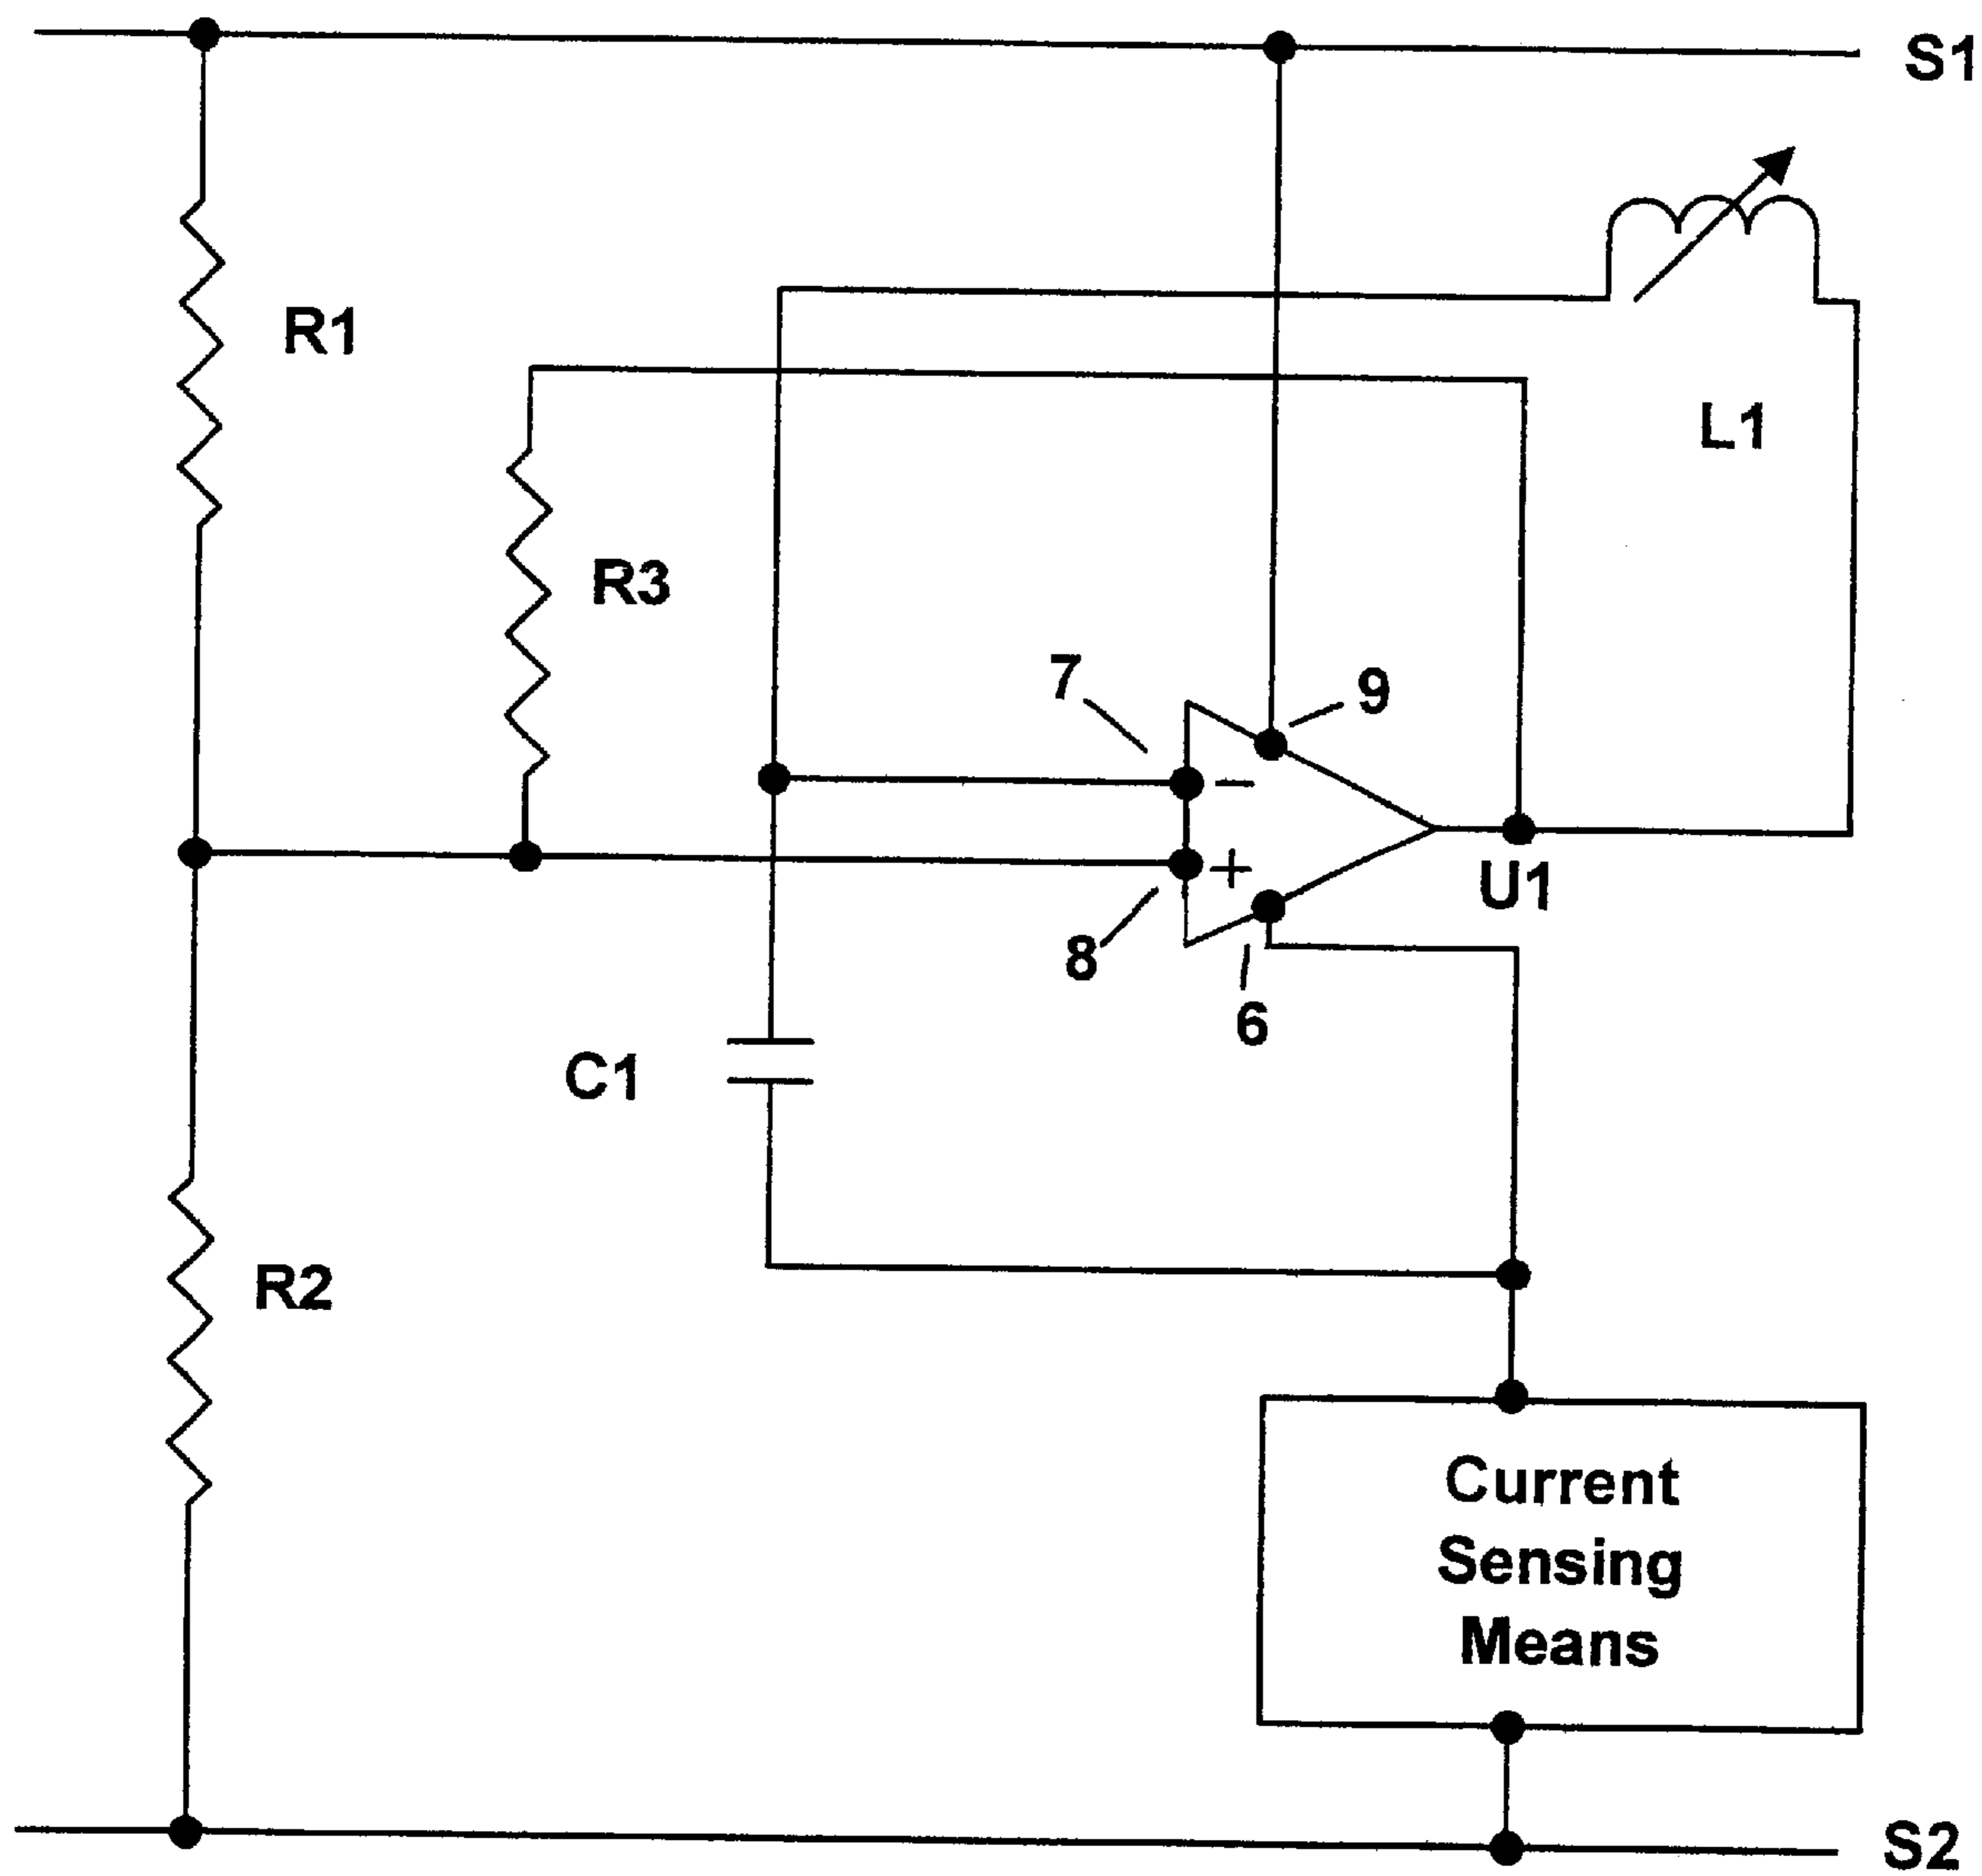 S1
R1
L1
R3
7
9
-
+
U1
8
6
C1
R2
Current
Sensing
Means
S2